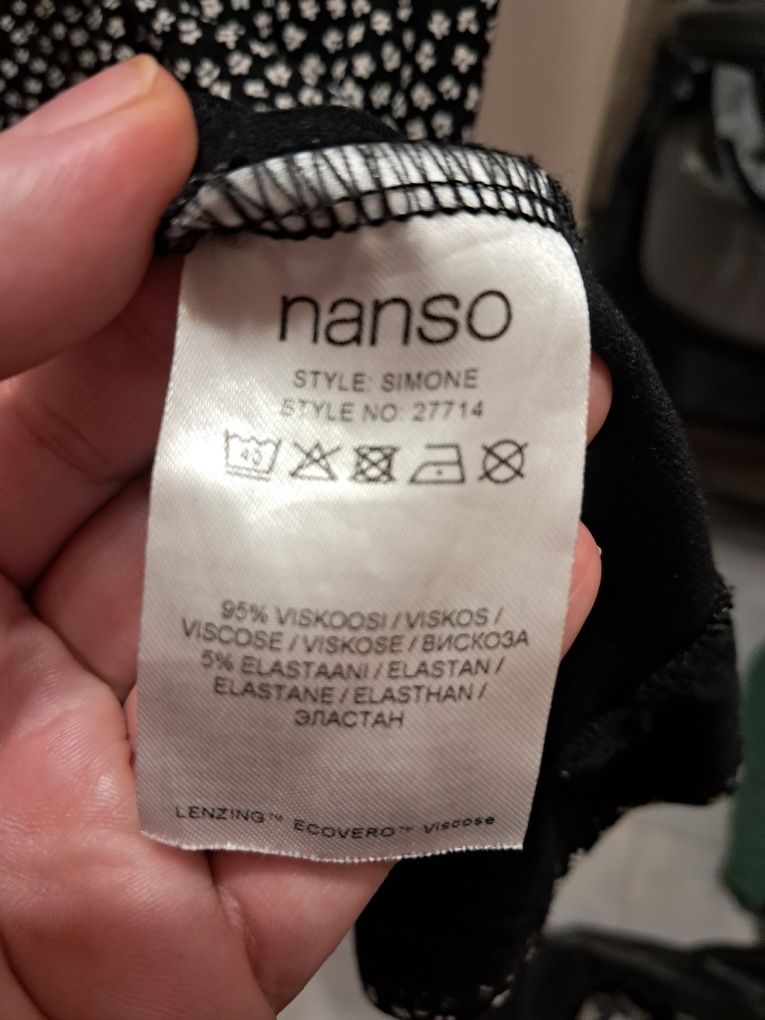 nanso
STYLE: SIMONE
STYLE NO: 27714
40
95% VISKOOSI / VISKOS /
VISCOSE / VISKOSE / ВИСКОЗА
5% ELASTAANI / ELASTAN /
ELASTANE / ELASTHAN /
ЭЛАСТАН
LENZING™ ECOVERO™ Viscose